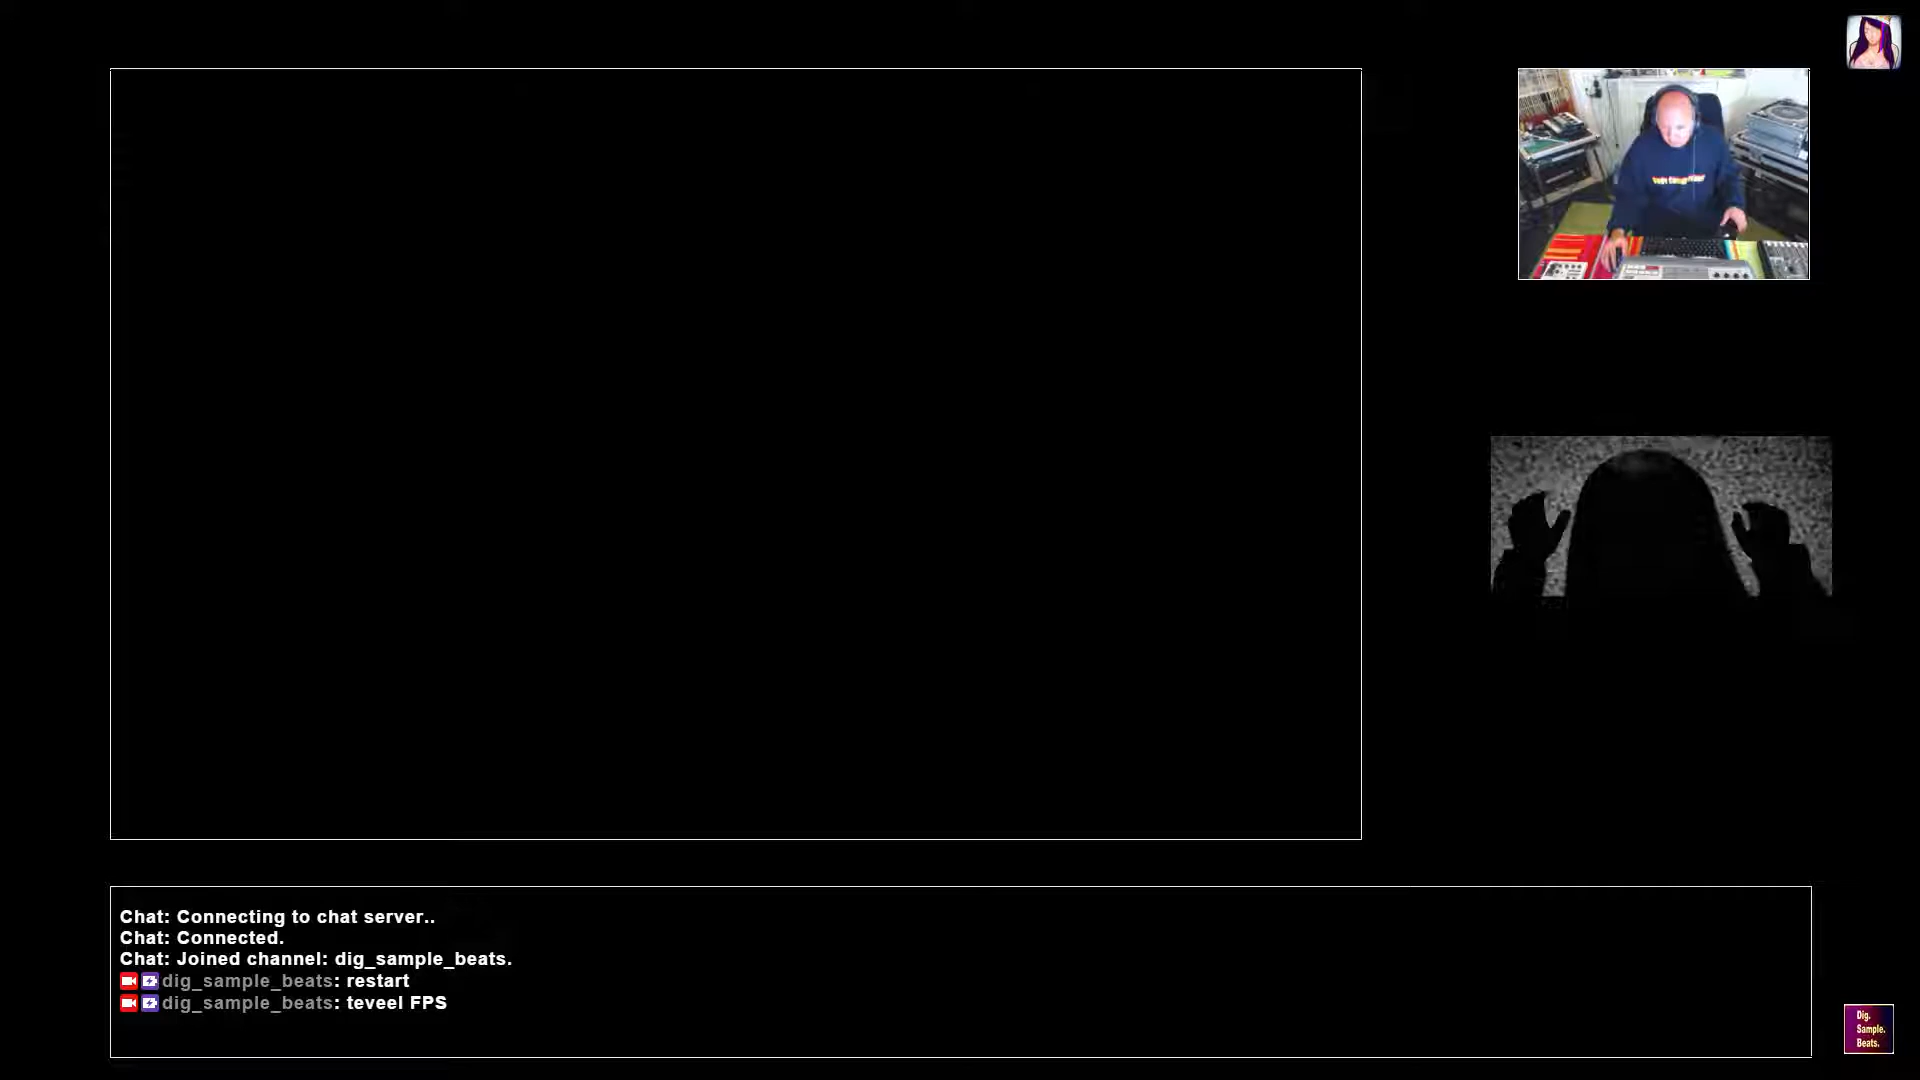 Chat: Connecting to chat server..
Chat: Connected.
Chat: Joined channel: dig_sample_beats.
dig_sample_beats: restart
dig_sample_beats: teveel FPS
Dig.
Sample.
Beats.